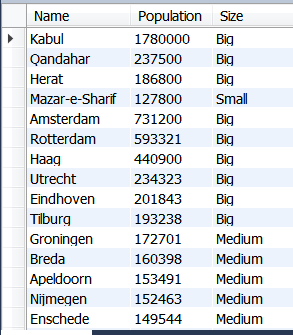 Name Population Size
Kabul 1780000 Big
Qandahar 237500 Big
Herat 186800 Big
Mazar-e-Sharif 127800 Small
Amsterdam 731200 Big
Rotterdam 593321 Big
Haag 440900 Big
Utrecht 234323 Big
Eindhoven 201843 Big
Tilburg 193238 Big
Groningen 172701 Medium
Breda 160398 Medium
Apeldoorn 153491 Medium
Nijmegen 152463 Medium
Enschede 149544 Medium